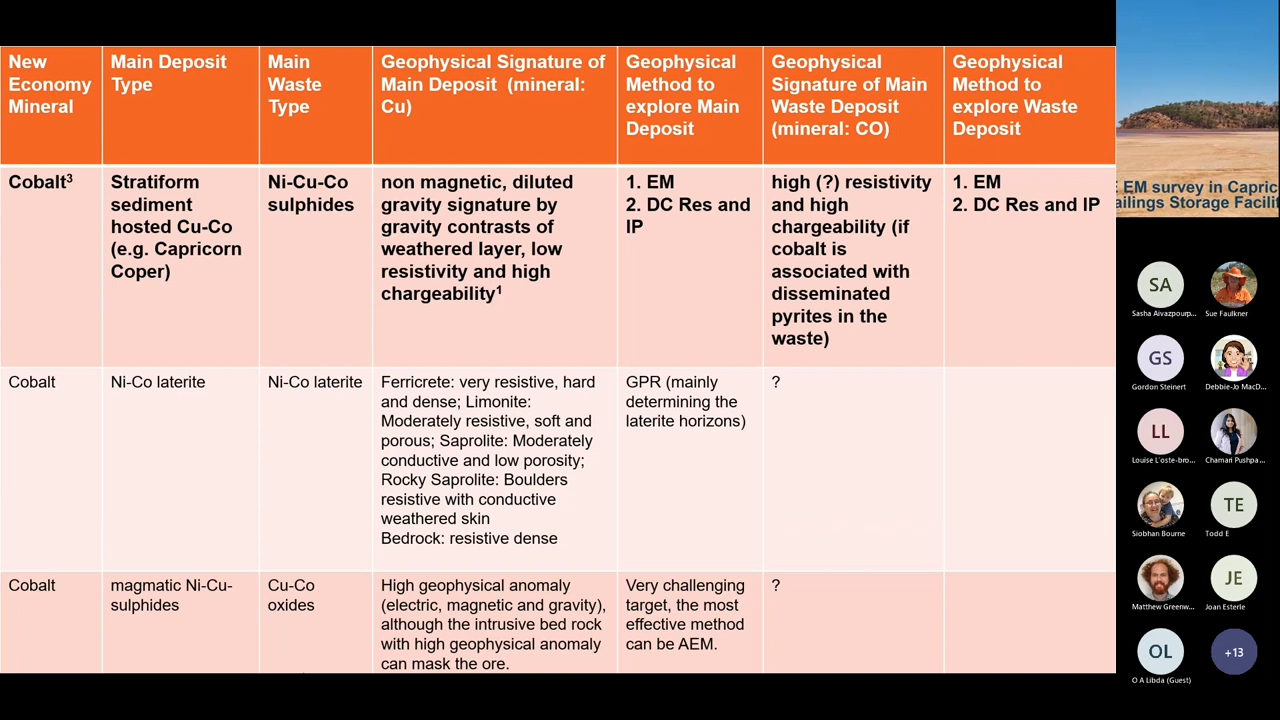 New
Economy
Mineral
Main Deposit
Type
Main
Waste
Type
Geophysical Signature of
Main Deposit (mineral:
Cu)
Geophysical
Method to
explore Main
Deposit
Geophysical
Signature of Main
Waste Deposit
(mineral: CO)
Geophysical
Method to
explore Waste
Deposit
Cobalt³
Stratiform
sediment
hosted Cu-Co
(e.g. Capricorn
Coper)
Ni-Cu-Co
sulphides
non magnetic, diluted
gravity signature by
gravity contrasts of
weathered layer, low
resistivity and high
chargeability¹
1. EM
2. DC Res and
IP
high (?) resistivity
and high
chargeability (if
cobalt is
associated with
disseminated
pyrites in the
waste)
1. EM
2. DC Res and IP
Cobalt
Ni-Co laterite
Ni-Co laterite
Ferricrete: very resistive, hard
and dense; Limonite:
Moderately resistive, soft and
porous; Saprolite: Moderately
conductive and low porosity;
Rocky Saprolite: Boulders
resistive with conductive
weathered skin
Bedrock: resistive dense
GPR (mainly
determining the
laterite horizons)
?
Cobalt
magmatic Ni-Cu-
sulphides
Cu-Co
oxides
High geophysical anomaly
(electric, magnetic and gravity),
although the intrusive bed rock
with high geophysical anomaly
can mask the ore.
Very challenging
target, the most
effective method
can be AEM.
?
EM survey in Capric
ailings Storage Facilit
SA
Sasha Aivazpourp...
Sue Faulkner
GS
Gordon Steinert
Debbie-Jo MacD...
LL
Louise L'oste-bro...
Chamari Pushpa...
Siobhan Bourne
TE
Todd E
Matthew Greenw...
JE
Joan Esterle
OL
O A Libda (Guest)
+13